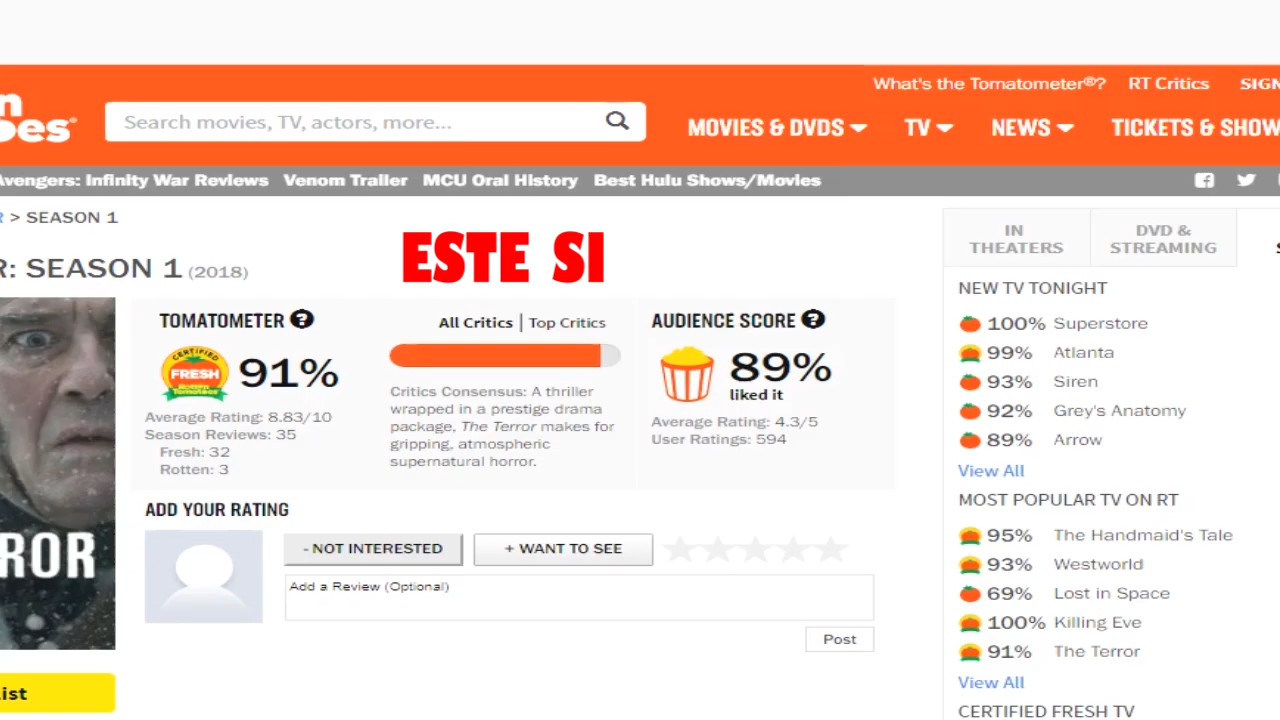 What's the Tomatometer®? RT Critics SIGN
n
oes®
Search movies, TV, actors, more...
MOVIES & DVDS TV NEWS TICKETS & SHOW
Avengers: Infinity War Reviews Venom Trailer MCU Oral History Best Hulu Shows/Movies
R > SEASON 1
R: SEASON 1 (2018)
ESTE SI
TOMATOMETER ?
CERTIFIED
FRESH
91%
Average Rating: 8.83/10
Season Reviews: 35
Fresh: 32
Rotten: 3
All Critics | Top Critics
Critics Consensus: A thriller
wrapped in a prestige drama
package, The Terror makes for
gripping, atmospheric
supernatural horror.
AUDIENCE SCORE ?
89%
liked it
Average Rating: 4.3/5
User Ratings: 594
ROR
ist
ADD YOUR RATING
- NOT INTERESTED + WANT TO SEE
Add a Review (Optional)
Post
IN
THEATERS
DVD &
STREAMING
NEW TV TONIGHT
100% Superstore
99% Atlanta
93% Siren
92% Grey's Anatomy
89% Arrow
View All
MOST POPULAR TV ON RT
95% The Handmaid's Tale
93% Westworld
69% Lost in Space
100% Killing Eve
91% The Terror
View All
CERTIFIED FRESH TV